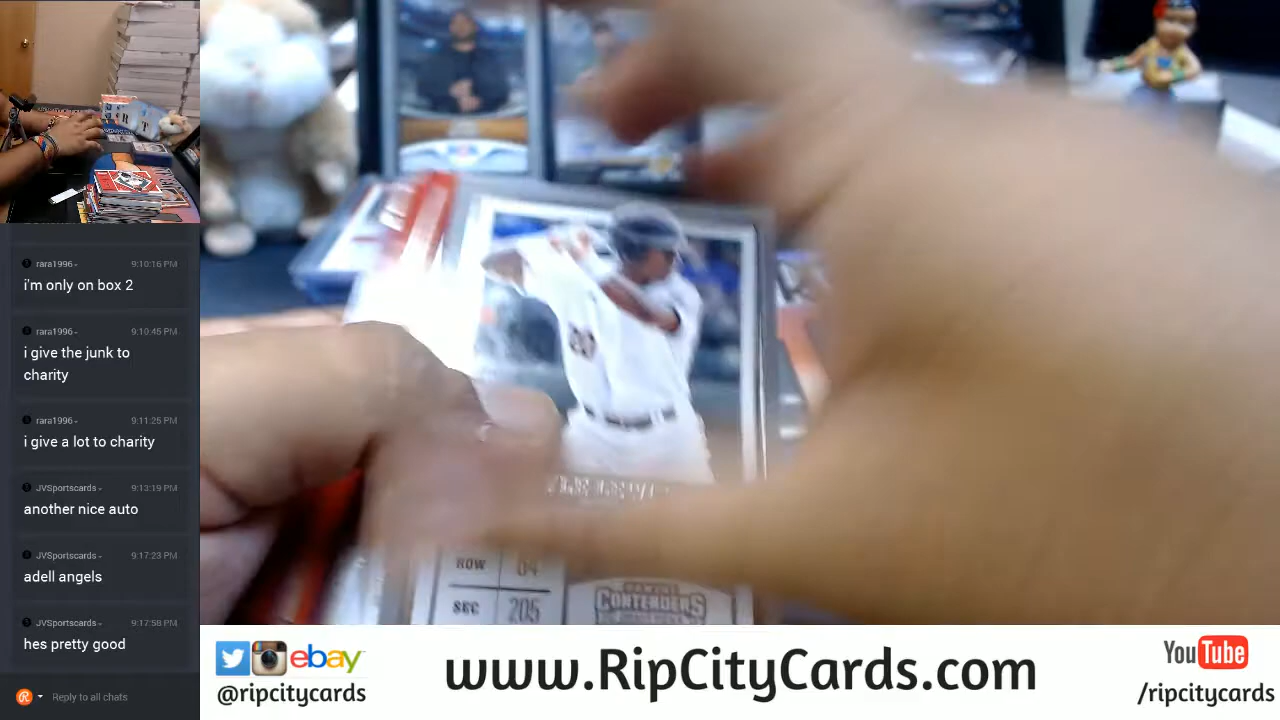 rara1996
9:10:16 PM
i'm only on box 2
rara1996
9:10:45 PM
i give the junk to
charity
rara1996
9:11:25 PM
i give a lot to charity
JVSportscards
9:13:19 PM
another nice auto
JVSportscards
9:17:23 PM
adell angels
JVSportscards
9:17:58 PM
hes pretty good
Reply to all chats
ROW 04
SEC 205
PANINI
CONTENDERS
ebay
@ripcitycards
www.RipCityCards.com
YouTube
/ripcitycards